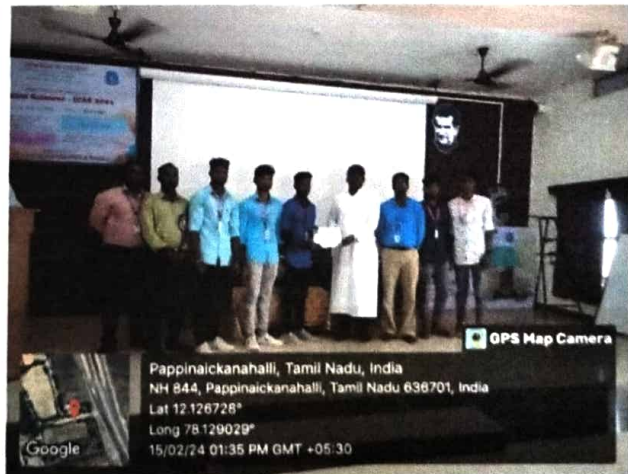 GPS Map Camera
Pappinaickanahalli, Tamil Nadu, India
NH 844, Pappinaickanahalli, Tamil Nadu 636701, India
Lat 12.126728°
Long 78.129029°
15/02/24 01:35 PM GMT +05:30
Google